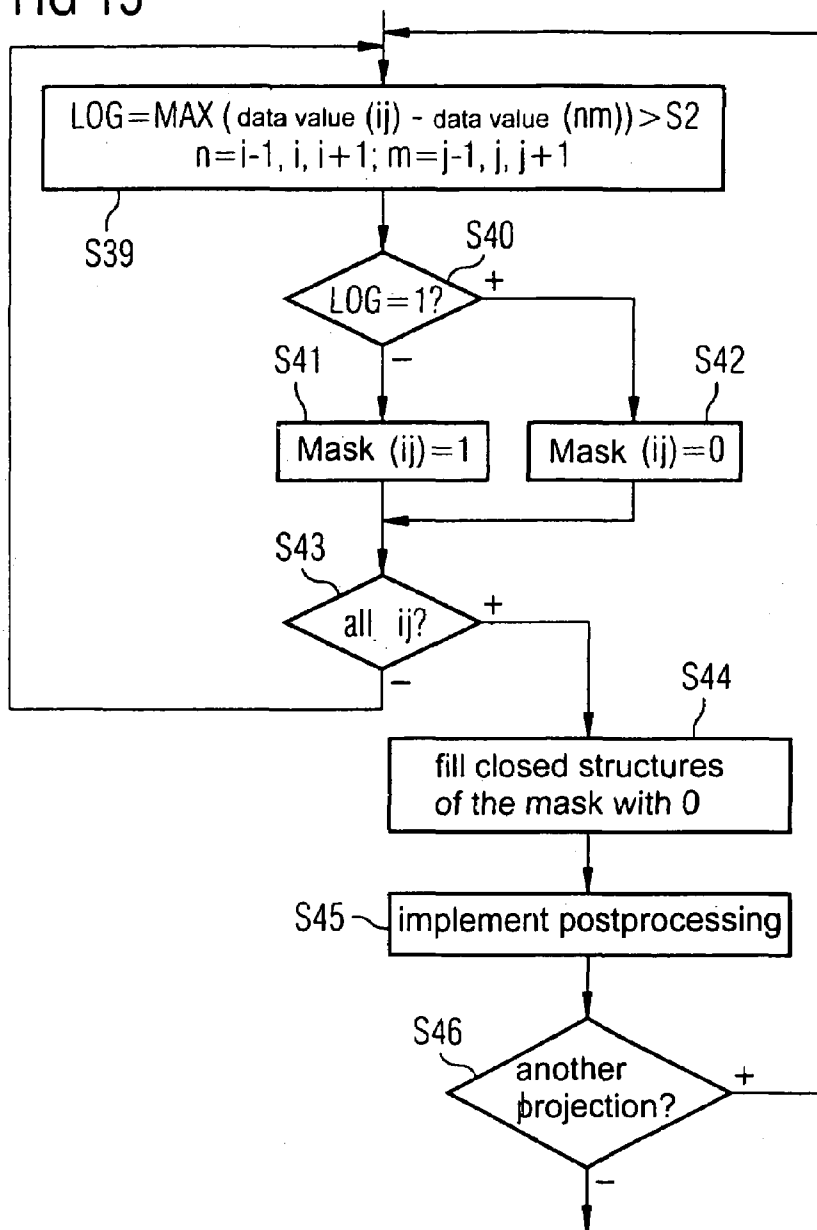 LOG=MAX (data value (ij) - data value (nm))>S2
n=i-1, i, i+1; m=j-1, j, j+1
S39
S40
LOG=1?
+
−
S41
S42
Mask (ij)=1
Mask (ij)=0
S43
all ij?
+
−
S44
fill closed structures
of the mask with 0
S45
implement postprocessing
S46
another
projection?
+
−